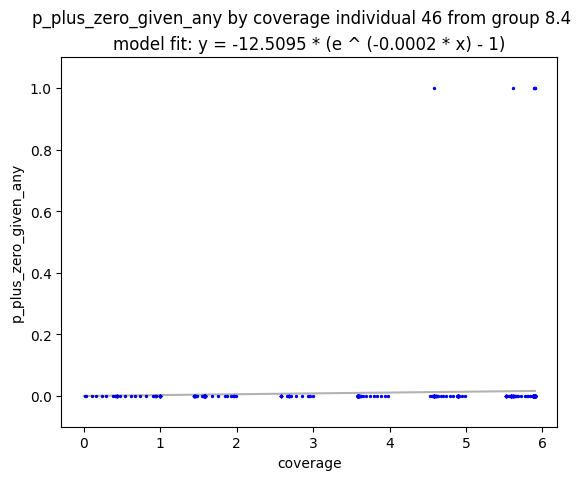 p_plus_zero_given_any by coverage individual 46 from group 8.4
model fit: y = -12.5095 * (e ^ (-0.0002 * x) - 1)
1.0
0.8
0.6
0.4
0.2
0.0
p_plus_zero_given_any
0 1 2 3 4 5 6
coverage